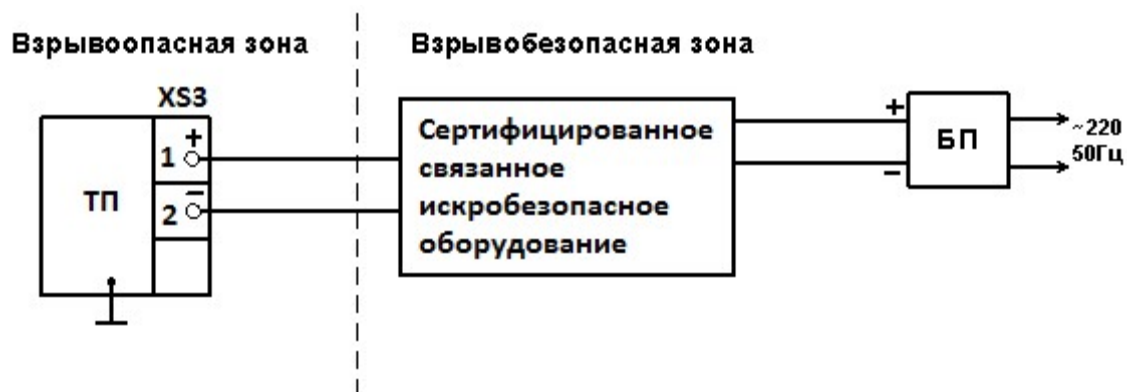 Взрывоопасная зона
Взрывобезопасная зона
XS3
ТП
1
+
2
−
Сертифицированное
связанное
искробезопасное
оборудование
+
−
БП
~220
50Гц